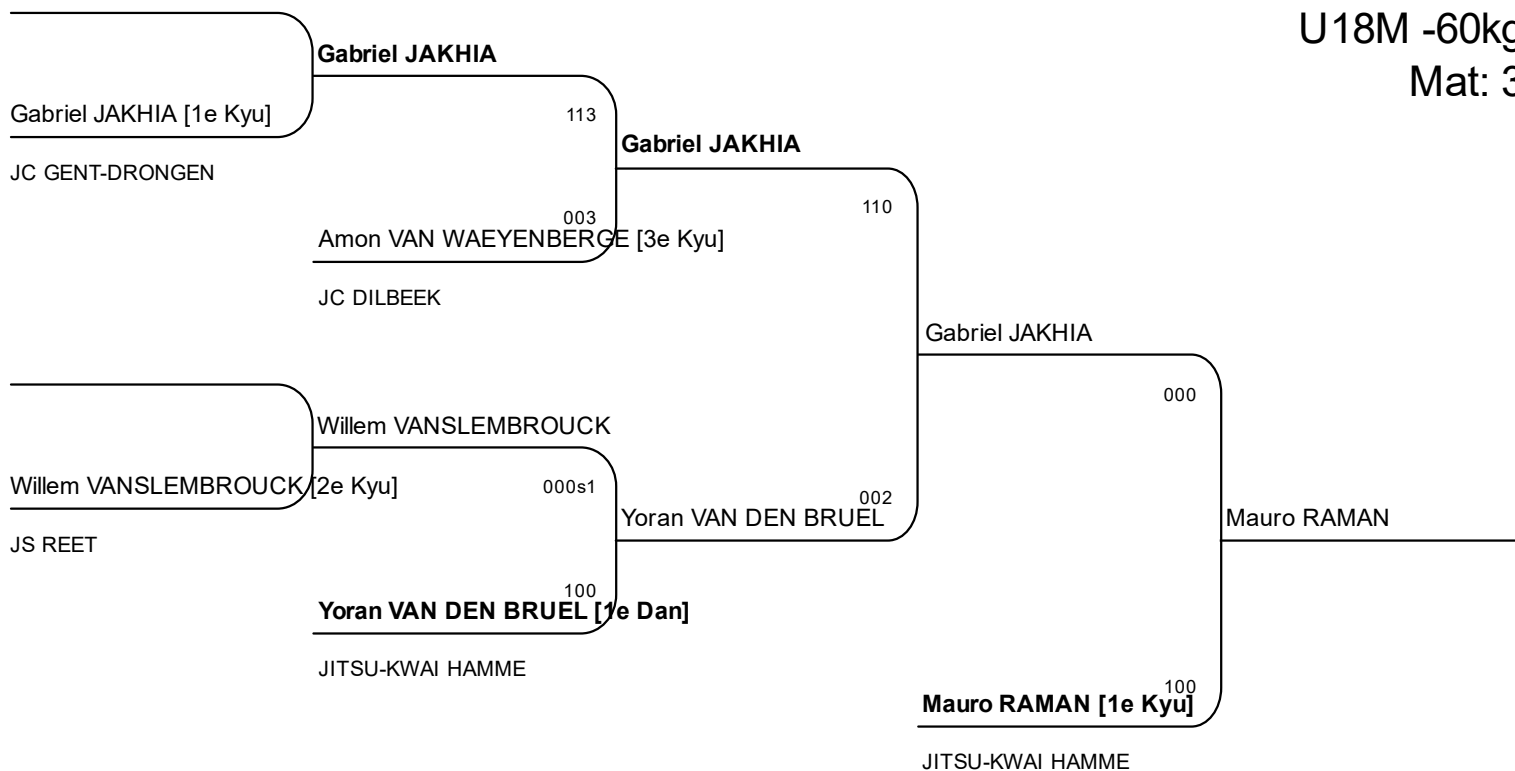 U18M -60kg
Mat: 3
Gabriel JAKHIA
Gabriel JAKHIA [1e Kyu]
113
JC GENT-DRONGEN
Gabriel JAKHIA
003
110
Amon VAN WAEYENBERGE [3e Kyu]
JC DILBEEK
Gabriel JAKHIA
000
Willem VANSLEMBROUCK
Willem VANSLEMBROUCK [2e Kyu]
000s1
002
Yoran VAN DEN BRUEL
Mauro RAMAN
JS REET
100
Yoran VAN DEN BRUEL [1e Dan]
JITSU-KWAI HAMME
100
Mauro RAMAN [1e Kyu]
JITSU-KWAI HAMME